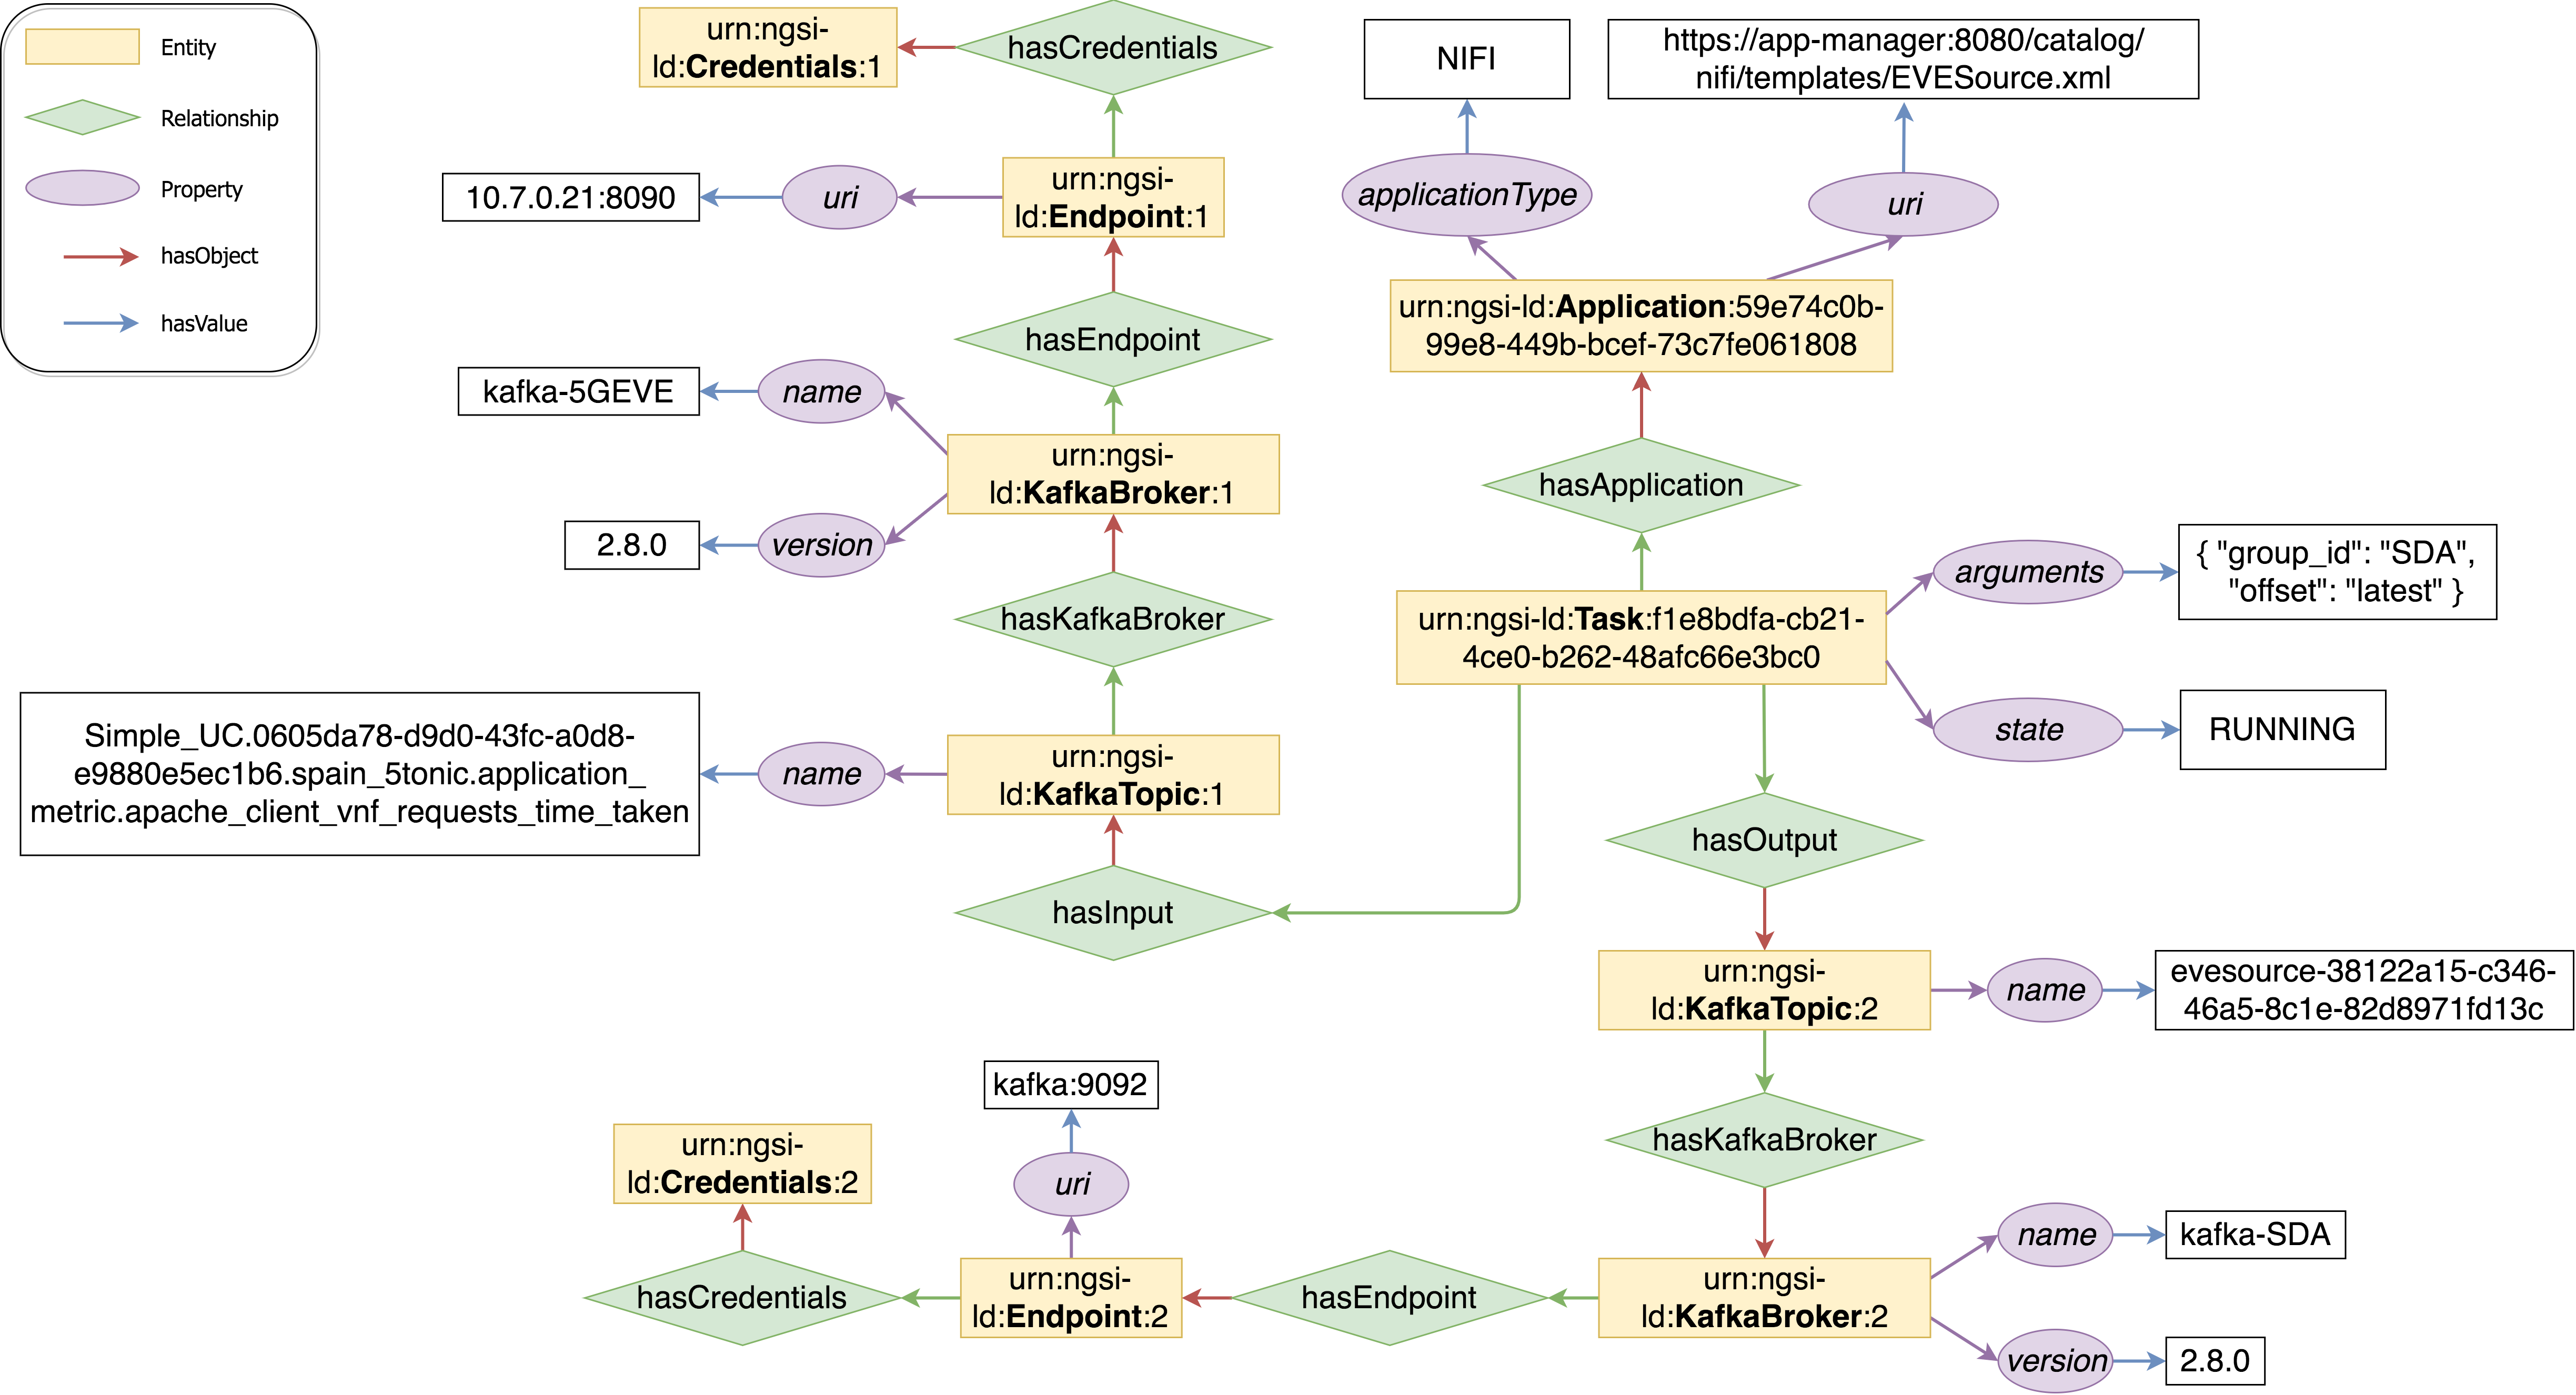 Entity
Relationship
Property
hasObject
hasValue
urn:ngsi-
ld:Credentials:1
hasCredentials
10.7.0.21:8090
uri
urn:ngsi-
ld:Endpoint:1
hasEndpoint
kafka-5GEVE
name
urn:ngsi-
ld:KafkaBroker:1
2.8.0
version
hasKafkaBroker
Simple_UC.0605da78-d9d0-43fc-a0d8-
e9880e5ec1b6.spain_5tonic.application_
metric.apache_client_vnf_requests_time_taken
name
urn:ngsi-
ld:KafkaTopic:1
hasInput
NIFI
https://app-manager:8080/catalog/
nifi/templates/EVESource.xml
applicationType
uri
urn:ngsi-ld:Application:59e74c0b-
99e8-449b-bcef-73c7fe061808
hasApplication
urn:ngsi-ld:Task:f1e8bdfa-cb21-
4ce0-b262-48afc66e3bc0
arguments
{ "group_id": "SDA",
"offset": "latest" }
state
RUNNING
hasOutput
urn:ngsi-
ld:KafkaTopic:2
name
evesource-38122a15-c346-
46a5-8c1e-82d8971fd13c
hasKafkaBroker
urn:ngsi-
ld:KafkaBroker:2
name
kafka-SDA
version
2.8.0
hasEndpoint
kafka:9092
uri
urn:ngsi-
ld:Endpoint:2
urn:ngsi-
ld:Credentials:2
hasCredentials